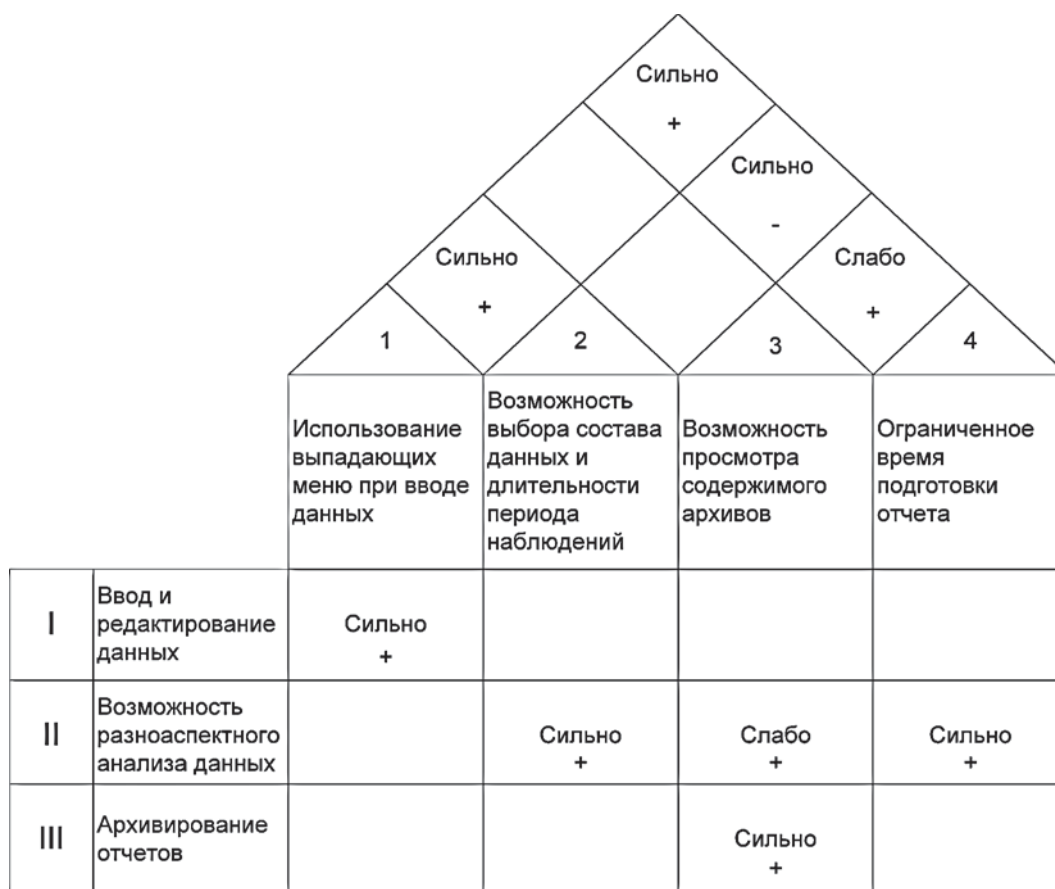 Сильно
+
Сильно
-
Сильно
+
Слабо
+
1
2
3
4
Использование
выпадающих
меню при вводе
данных
Возможность
выбора состава
данных и
длительности
периода
наблюдений
Возможность
просмотра
содержимого
архивов
Ограниченное
время
подготовки
отчета
I
Ввод и
редактирование
данных
Сильно
+
II
Возможность
разноаспектного
анализа данных
Сильно
+
Слабо
+
Сильно
+
III
Архивирование
отчетов
Сильно
+